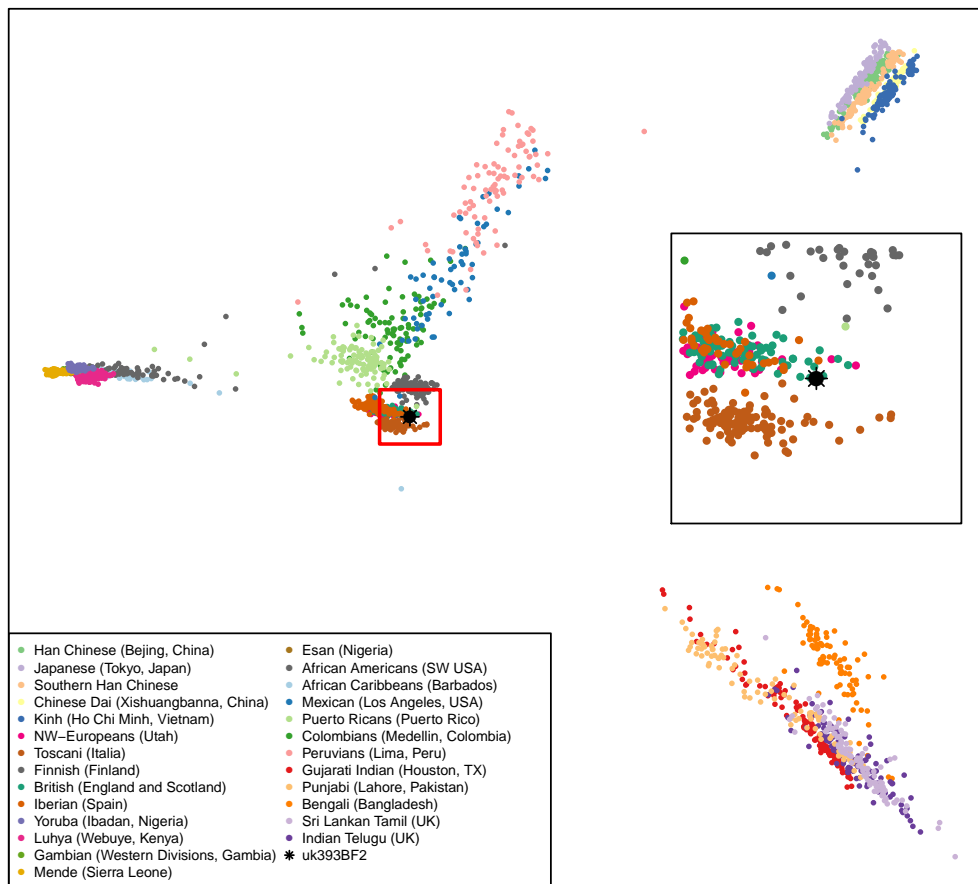 Han Chinese (Bejing, China)
Japanese (Tokyo, Japan)
Southern Han Chinese
Chinese Dai (Xishuangbanna, China)
Kinh (Ho Chi Minh, Vietnam)
NW−Europeans (Utah)
Toscani (Italia)
Finnish (Finland)
British (England and Scotland)
Iberian (Spain)
Yoruba (Ibadan, Nigeria)
Luhya (Webuye, Kenya)
Gambian (Western Divisions, Gambia)
Mende (Sierra Leone)
Esan (Nigeria)
African Americans (SW USA)
African Caribbeans (Barbados)
Mexican (Los Angeles, USA)
Puerto Ricans (Puerto Rico)
Colombians (Medellin, Colombia)
Peruvians (Lima, Peru)
Gujarati Indian (Houston, TX)
Punjabi (Lahore, Pakistan)
Bengali (Bangladesh)
Sri Lankan Tamil (UK)
Indian Telugu (UK)
uk393BF2